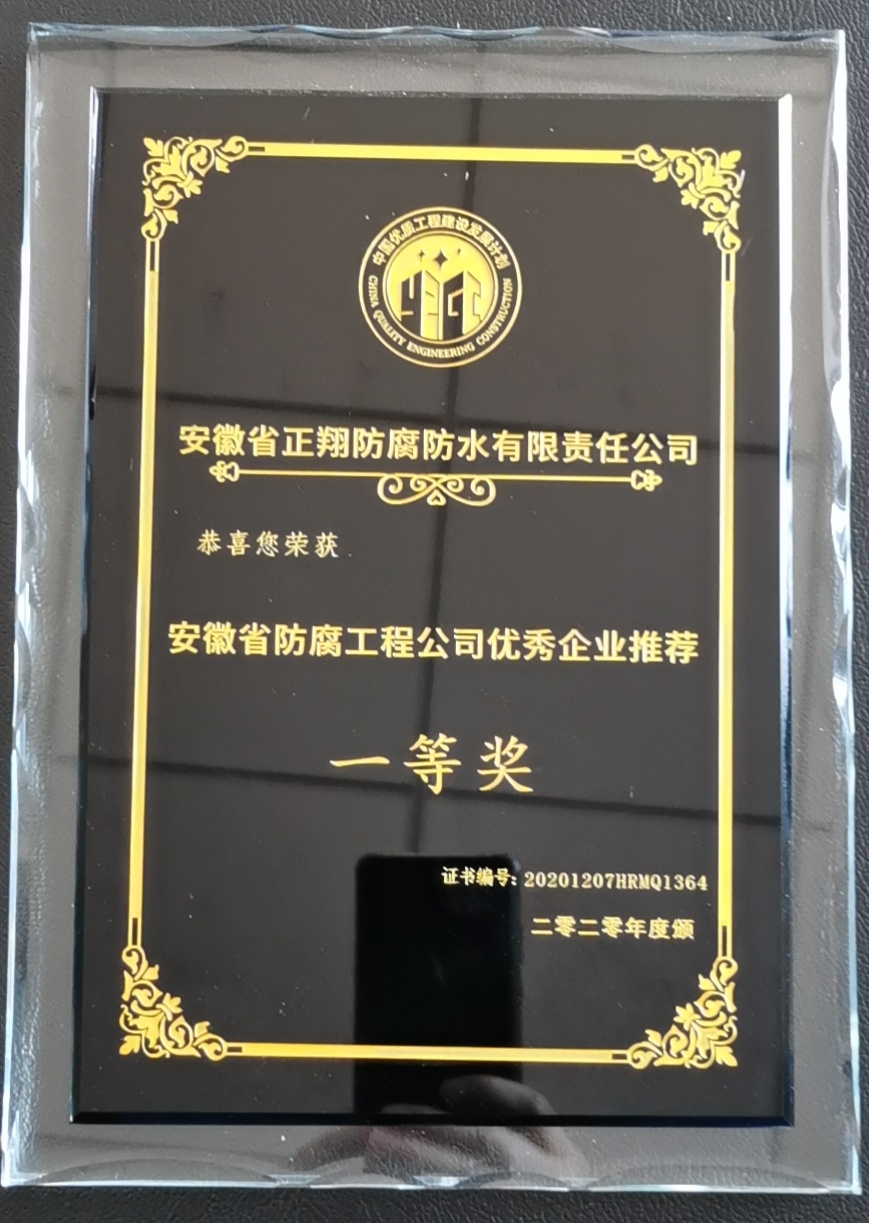 中国优质工程建设发展计划
CHINA QUALITY ENGINEERING CONSTRUCTION
安徽省正翔防腐防水有限责任公司
恭喜您荣获
安徽省防腐工程公司优秀企业推荐
一等奖
证书编号:20201207HRMQ1364
二零二零年度颁